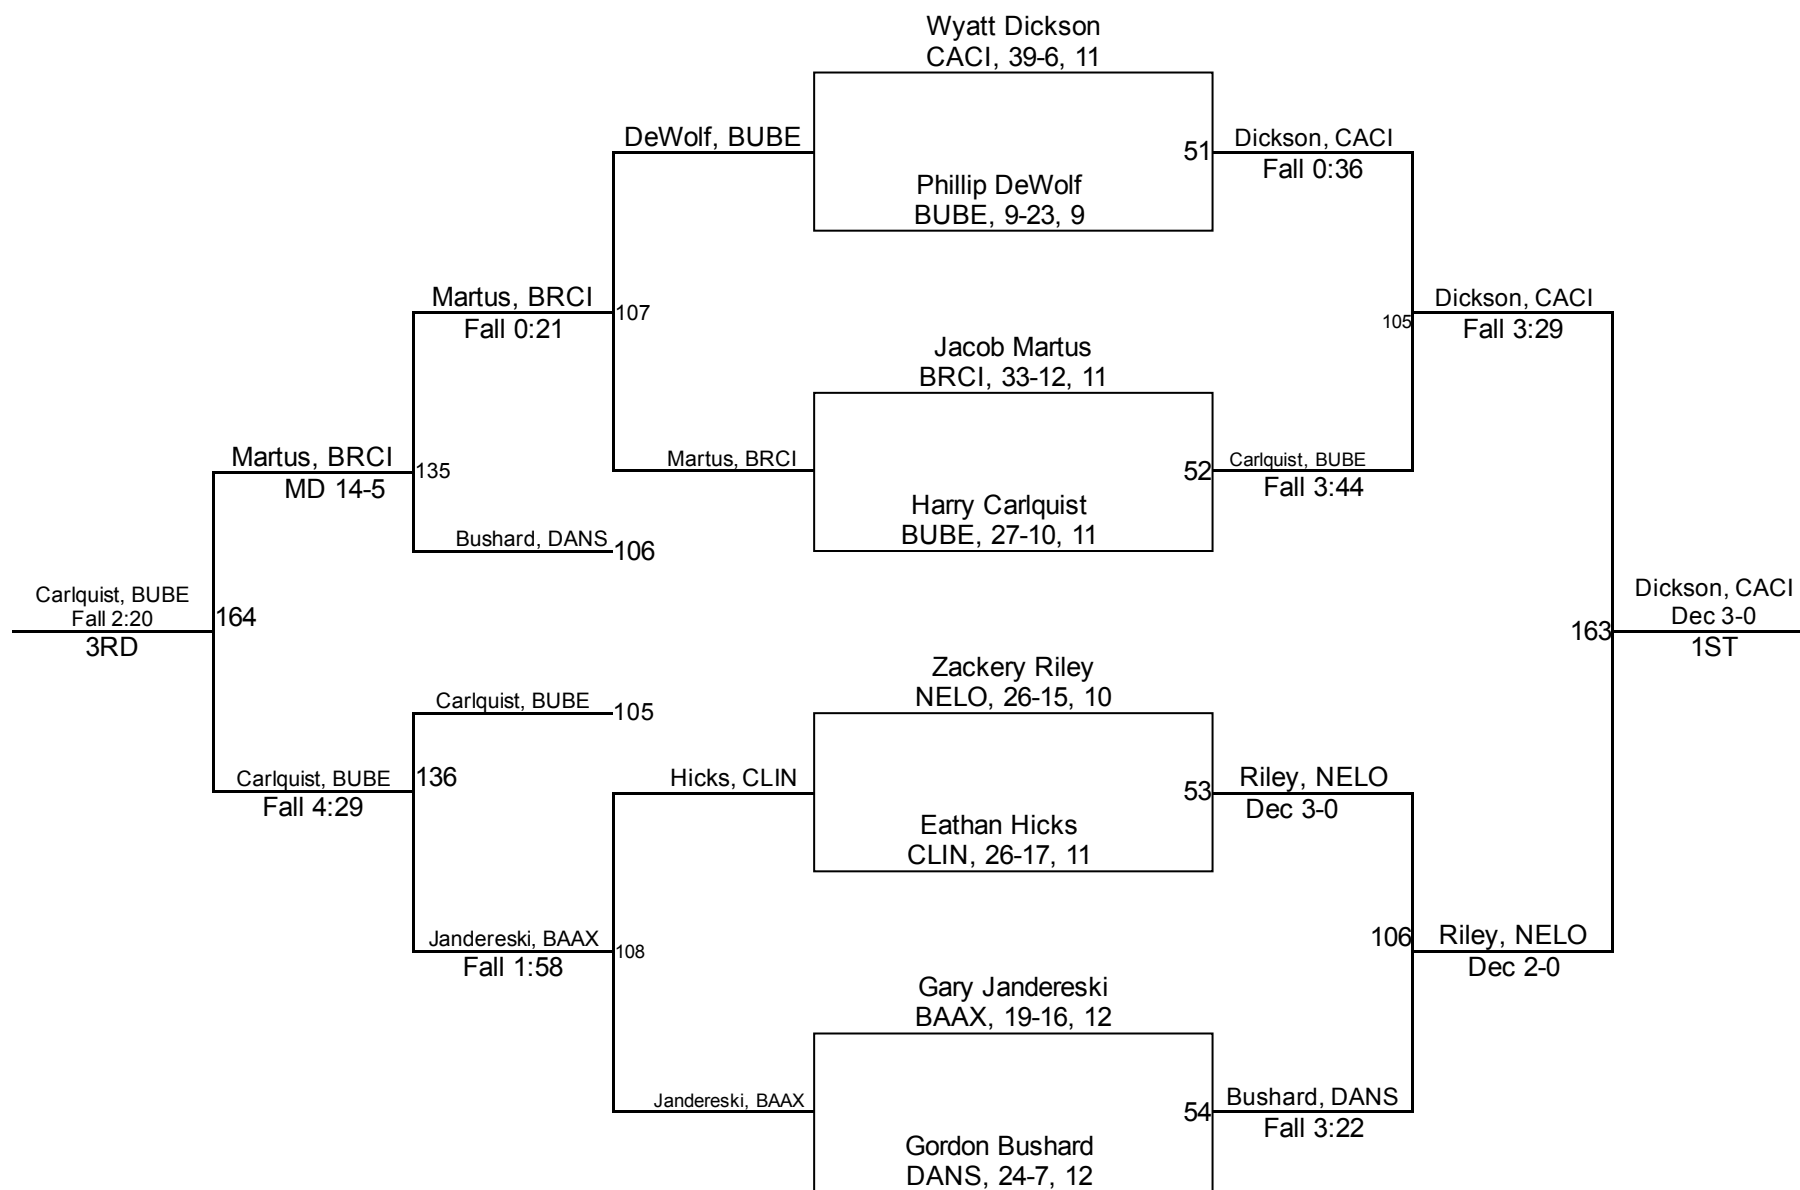 Wyatt Dickson
CACI, 39-6, 11
DeWolf, BUBE
51
Dickson, CACI
Fall 0:36
Phillip DeWolf
BUBE, 9-23, 9
Martus, BRCI
Fall 0:21
107
105
Dickson, CACI
Fall 3:29
Jacob Martus
BRCI, 33-12, 11
Martus, BRCI
MD 14-5
135
Martus, BRCI
52
Carlquist, BUBE
Fall 3:44
Harry Carlquist
BUBE, 27-10, 11
Bushard, DANS
106
Carlquist, BUBE
Fall 2:20
3RD
164
163
Dickson, CACI
Dec 3-0
1ST
Zackery Riley
NELO, 26-15, 10
Carlquist, BUBE
105
Carlquist, BUBE
Fall 4:29
136
Hicks, CLIN
53
Riley, NELO
Dec 3-0
Eathan Hicks
CLIN, 26-17, 11
Jandereski, BAAX
Fall 1:58
108
106
Riley, NELO
Dec 2-0
Gary Jandereski
BAAX, 19-16, 12
Jandereski, BAAX
54
Bushard, DANS
Fall 3:22
Gordon Bushard
DANS, 24-7, 12